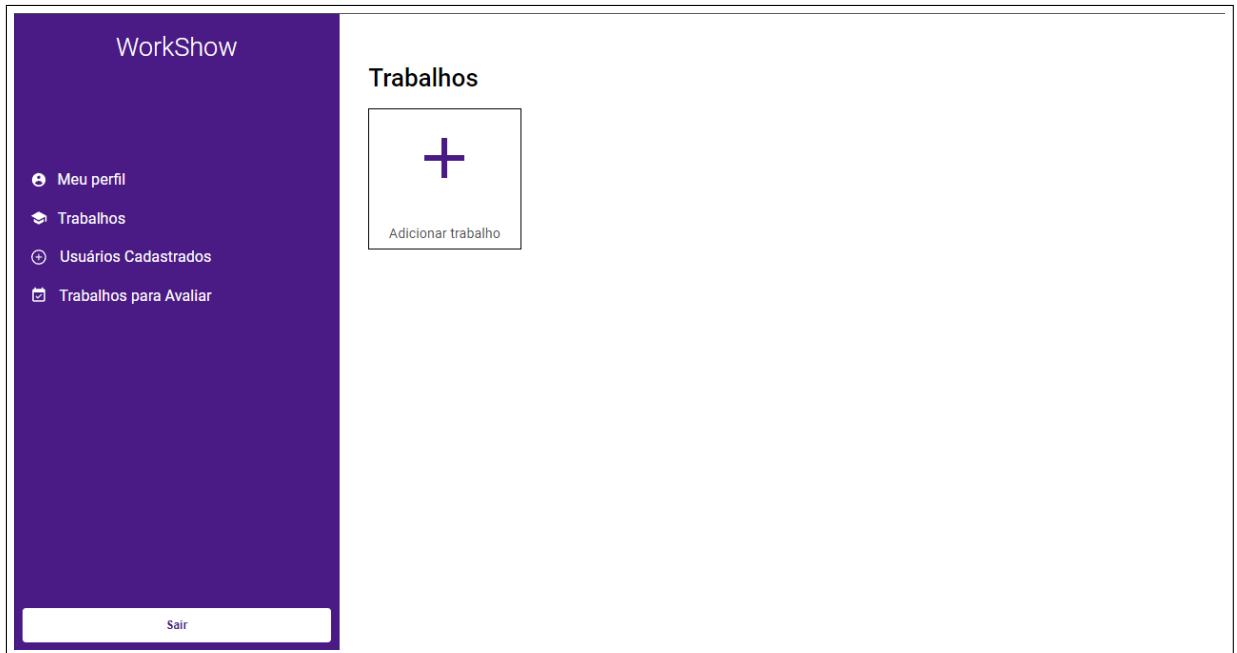 WorkShow
Meu perfil
Trabalhos
Usuários Cadastrados
Trabalhos para Avaliar
Sair
Trabalhos
Adicionar trabalho